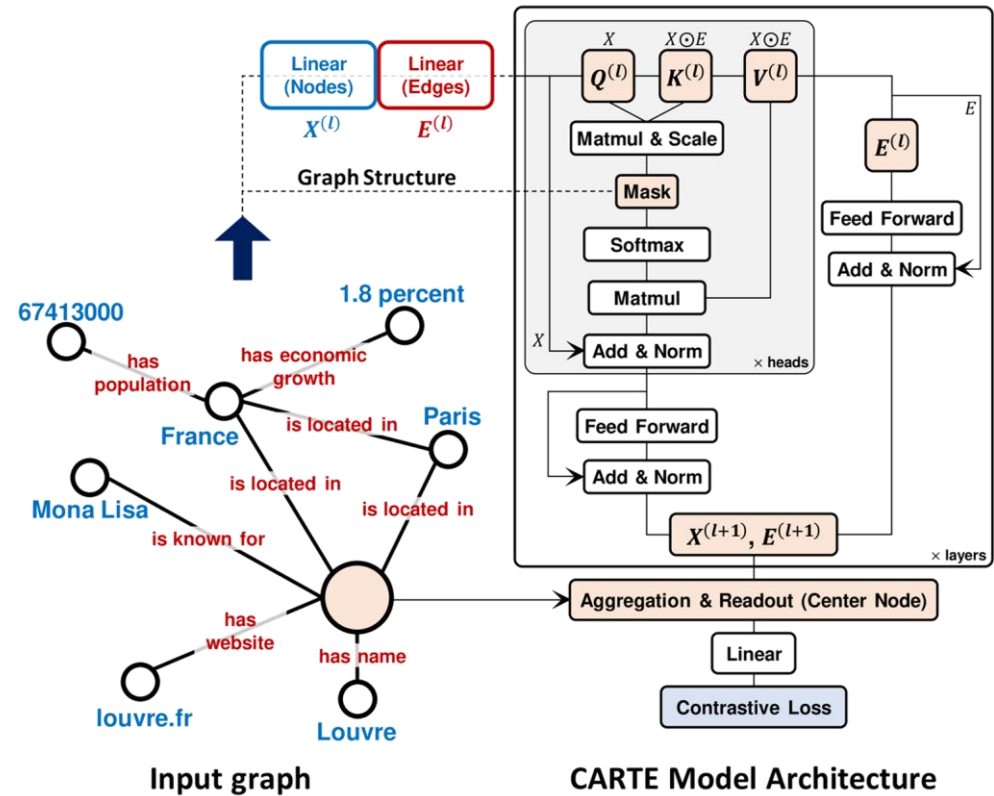 Linear
(Nodes)
Linear
(Edges)
X^(l)
E^(l)
Graph Structure
67413000
1.8 percent
has
population
has economic
growth
France
is located in
Paris
is located in
is located in
Mona Lisa
is known for
has
website
has name
louvre.fr
Louvre
Input graph
X
X⊙E
X⊙E
Q^(l)
K^(l)
V^(l)
Matmul & Scale
Mask
Softmax
Matmul
X
Add & Norm
× heads
E
E^(l)
Feed Forward
Add & Norm
Feed Forward
Add & Norm
X^(l+1), E^(l+1)
× layers
Aggregation & Readout (Center Node)
Linear
Contrastive Loss
CARTE Model Architecture